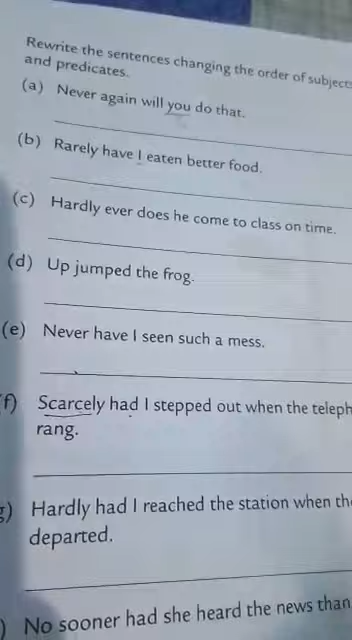 Rewrite the sentences changing the order of subjects
and predicates.
(a) Never again will you do that.
(b) Rarely have I eaten better food.
(c) Hardly ever does he come to class on time.
(d) Up jumped the frog.
(e) Never have I seen such a mess.
f) Scarcely had I stepped out when the teleph
rang.
g) Hardly had I reached the station when the
departed.
) No sooner had she heard the news than